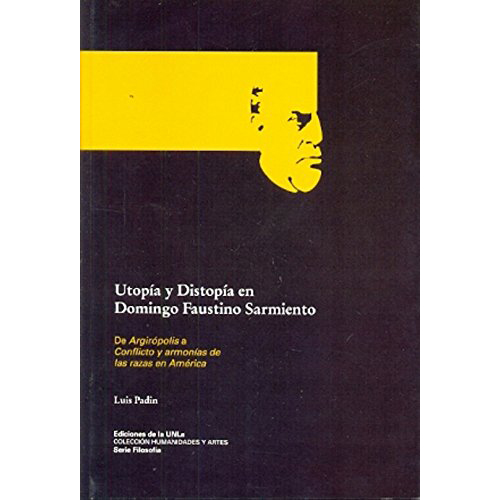 Utopía y Distopía en
Domingo Faustino Sarmiento
De Argirópolis a
Conflicto y armonías de
las razas en América
Luis Padin
Ediciones de la UNLa
COLECCIÓN HUMANIDADES Y ARTES
Serie Filosofía